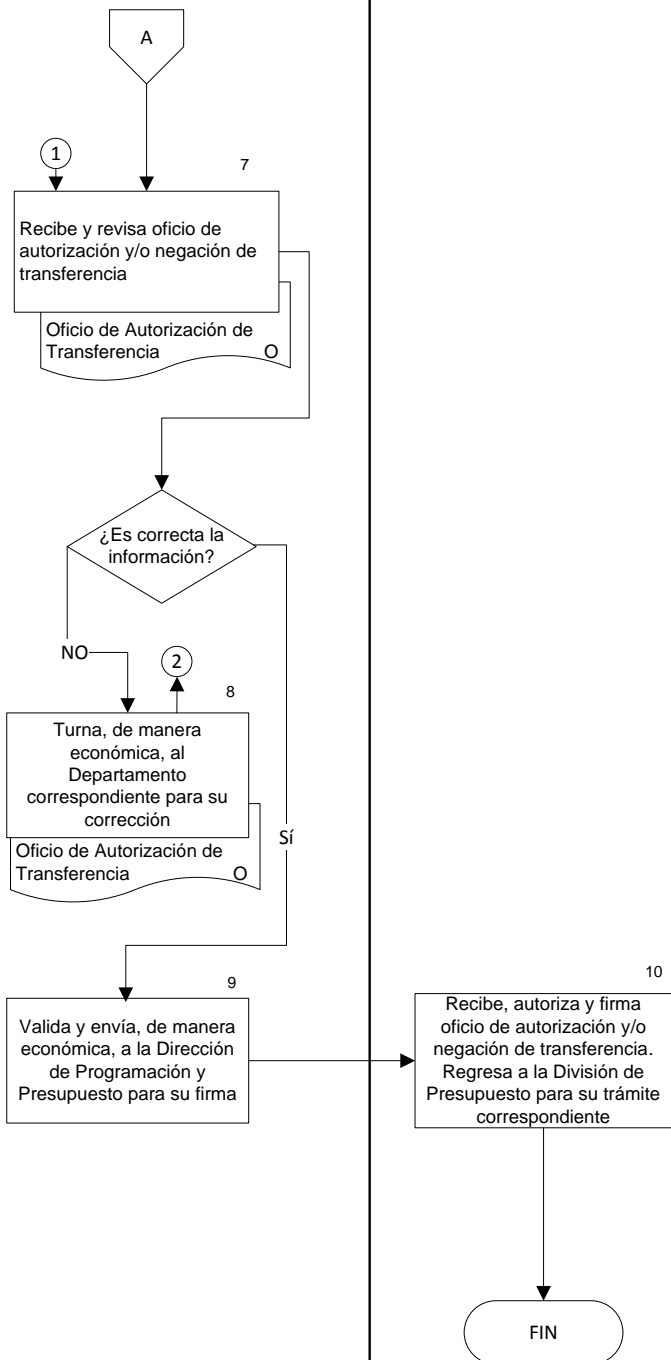 A
1
7
Recibe y revisa oficio de
autorización y/o negación de
transferencia
Oficio de Autorización de
Transferencia
O
¿Es correcta la
información?
NO
2
8
Turna, de manera
económica, al
Departamento
correspondiente para su
corrección
Oficio de Autorización de
Transferencia
O
Sí
9
Valida y envía, de manera
económica, a la Dirección
de Programación y
Presupuesto para su firma
10
Recibe, autoriza y firma
oficio de autorización y/o
negación de transferencia.
Regresa a la División de
Presupuesto para su trámite
correspondiente
FIN